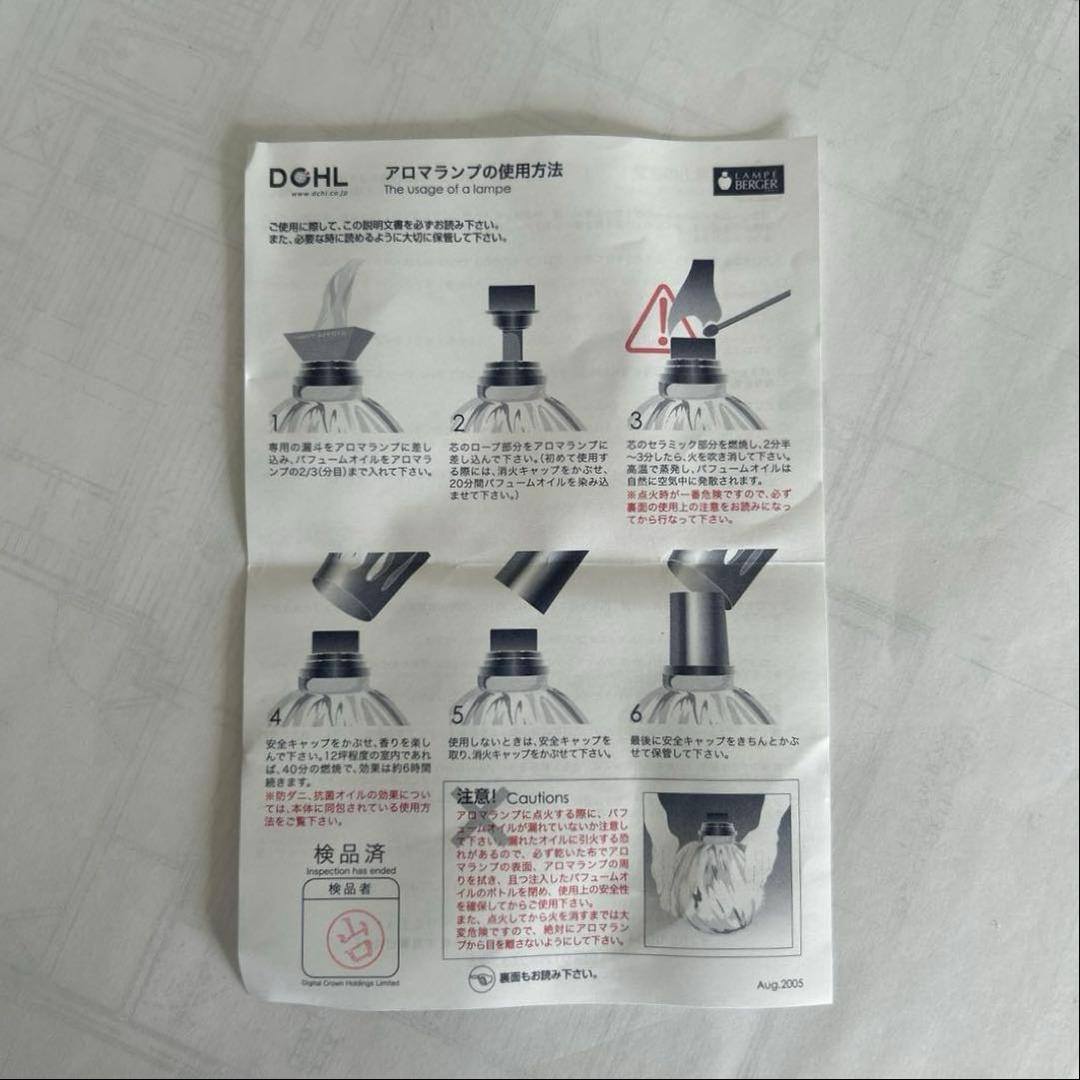 DCHL
www.dchl.co.jp
アロマランプの使用方法
The usage of a lampe
LAMPE
BERGER
ご使用に際して、この説明文書を必ずお読み下さい。
また、必要な時に読めるように大切に保管して下さい。
1
専用の漏斗をアロマランプに差し
込み、パフュームオイルをアロマラ
ンプの2/3(分目)まで入れて下さい。
2
芯のロープ部分をアロマランプに
差し込んで下さい。(初めて使用す
る際には、消火キャップをかぶせ、
20分間パフュームオイルを染み込
ませて下さい。)
3
芯のセラミック部分を燃焼し、2分半
〜3分したら、火を吹き消して下さい。
高温で蒸発し、パフュームオイルは
自然に空気中に発散されます。
※点火時が一番危険ですので、必ず
裏面の使用上の注意をお読みになっ
てから行なって下さい。
4
安全キャップをかぶせ、香りを楽し
んで下さい。12坪程度の室内であれ
ば、40分の燃焼で、効果は約6時間
続きます。
※防ダニ、抗菌オイルの効果につい
ては、本体に同包されている使用方
法をご覧下さい。
5
使用しないときは、安全キャップを
取り、消火キャップをかぶせて下さい。
6
最後に安全キャップをきちんとかぶ
せて保管して下さい。
注意! Cautions
アロマランプに点火する際に、パフ
ュームオイルが漏れていないか注意し
て下さい。漏れたオイルに引火する恐
れがあるので、必ず乾いた布でアロ
マランプの表面、アロマランプの周
りを拭き、且つ注入したパフュームオ
イルのボトルを閉め、使用上の安全性
を確保してからご使用下さい。
また、点火してから火を消すまでは大
変危険ですので、絶対にアロマラン
プから目を離さないようにして下さい。
検品済
Inspection has ended
検品者
山口
Digital Crown Holdings Limited
裏面もお読み下さい。
Aug.2005